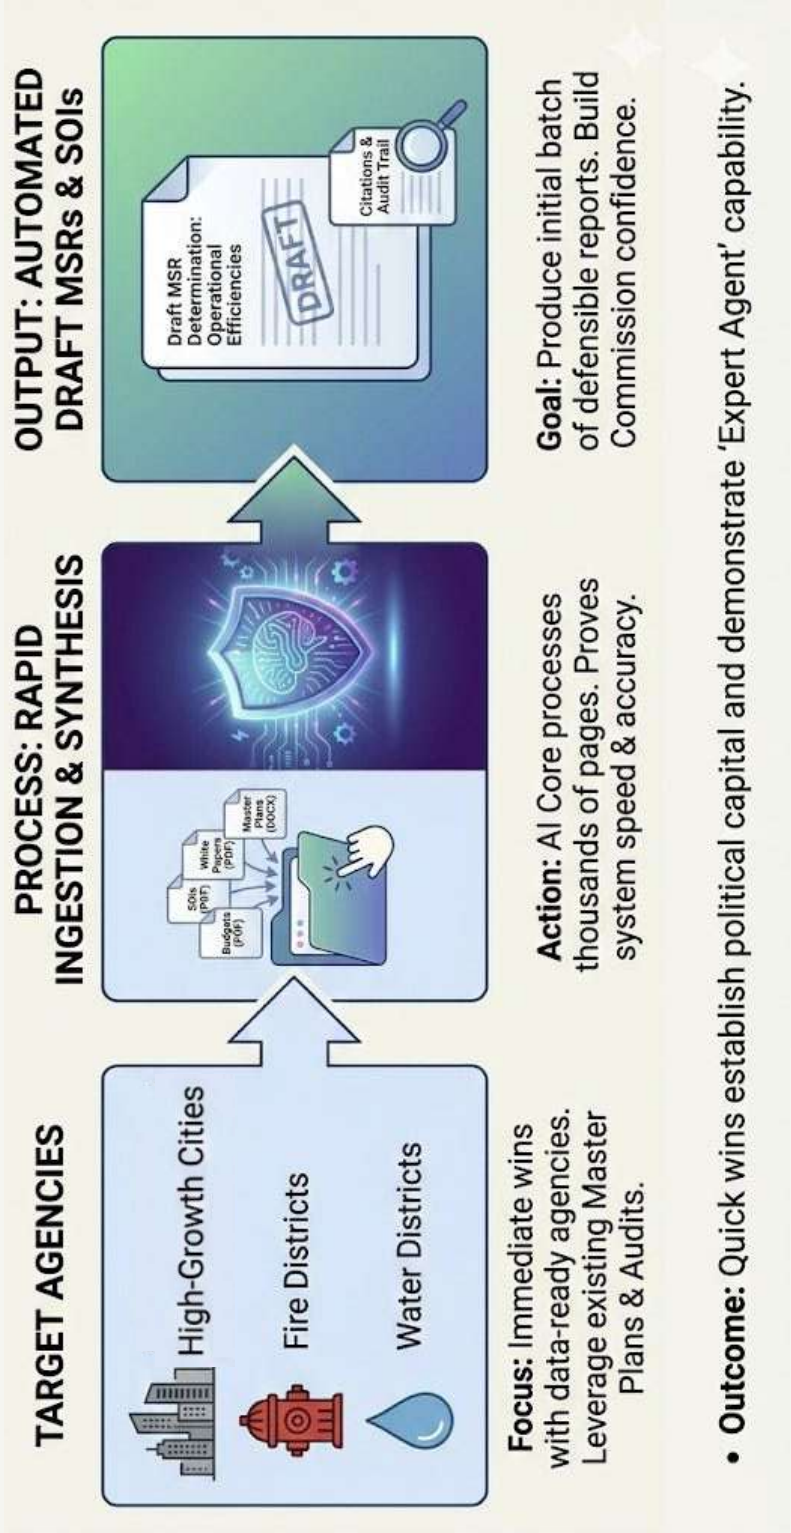 TARGET AGENCIES
High-Growth Cities
Fire Districts
Water Districts
Focus: Immediate wins
with data-ready agencies.
Leverage existing Master
Plans & Audits.
PROCESS: RAPID
INGESTION & SYNTHESIS
Budgets
(PDF)
SOIs
(PDF)
White
Papers
(PDF)
Master
Plans
(DOCX)
Action: AI Core processes
thousands of pages. Proves
system speed & accuracy.
OUTPUT: AUTOMATED
DRAFT MSRs & SOIs
Draft MSR
Determination:
Operational
Efficiencies
DRAFT
Citations &
Audit Trail
Goal: Produce initial batch
of defensible reports. Build
Commission confidence.
• Outcome: Quick wins establish political capital and demonstrate ‘Expert Agent’ capability.